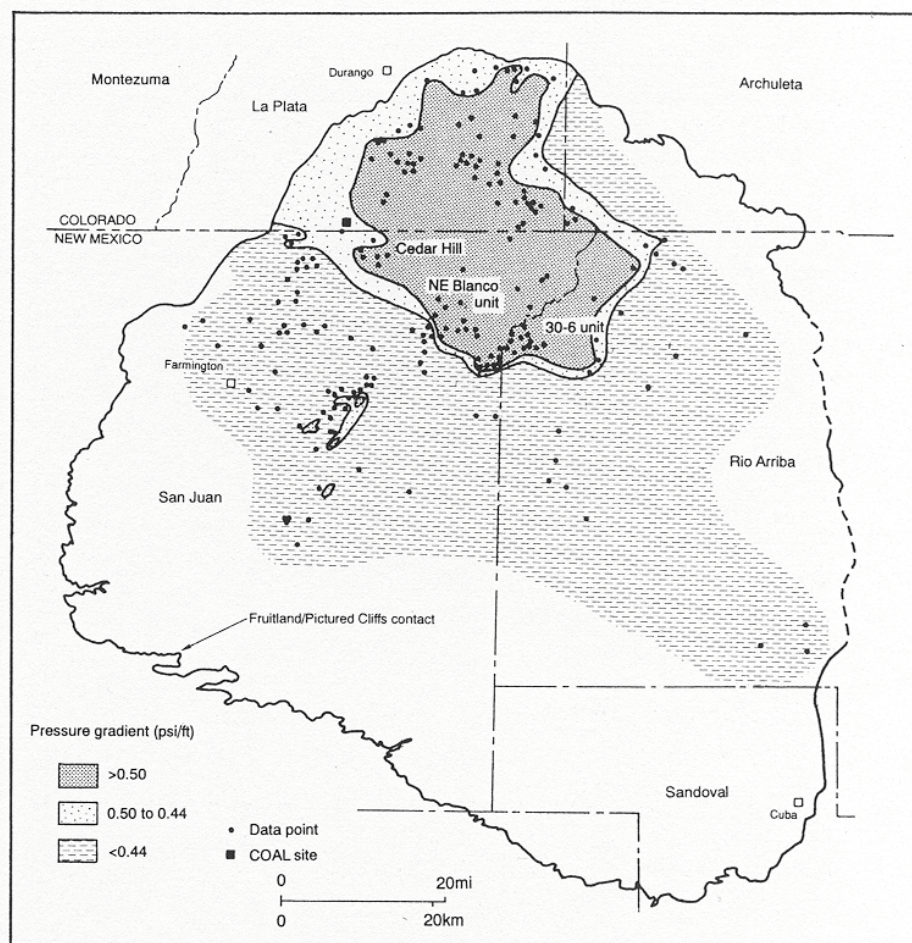 Montezuma
Durango
Archuleta
La Plata
COLORADO
NEW MEXICO
Cedar Hill
NE Blanco
unit
30-6 unit
Farmington
Rio Arriba
San Juan
Fruitland/Pictured Cliffs contact
Pressure gradient (psi/ft)
>0.50
0.50 to 0.44
<0.44
Data point
COAL site
Sandoval
Cuba
0 20mi
0 20km